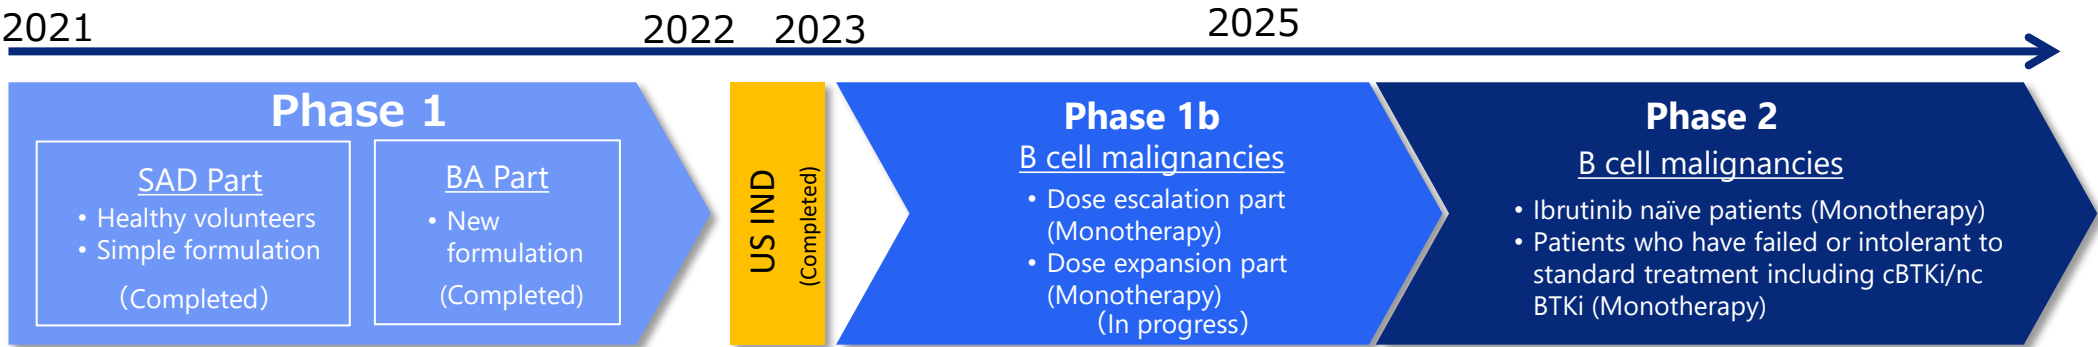 2021
2022
2023
2025
Phase 1
SAD Part
• Healthy volunteers
• Simple formulation
（Completed）
BA Part
• New
formulation
(Completed)
US IND
(Completed)
Phase 1b
B cell malignancies
• Dose escalation part
(Monotherapy)
• Dose expansion part
(Monotherapy)
（In progress）
Phase 2
B cell malignancies
• Ibrutinib naïve patients (Monotherapy)
• Patients who have failed or intolerant to
standard treatment including cBTKi/nc
BTKi (Monotherapy)